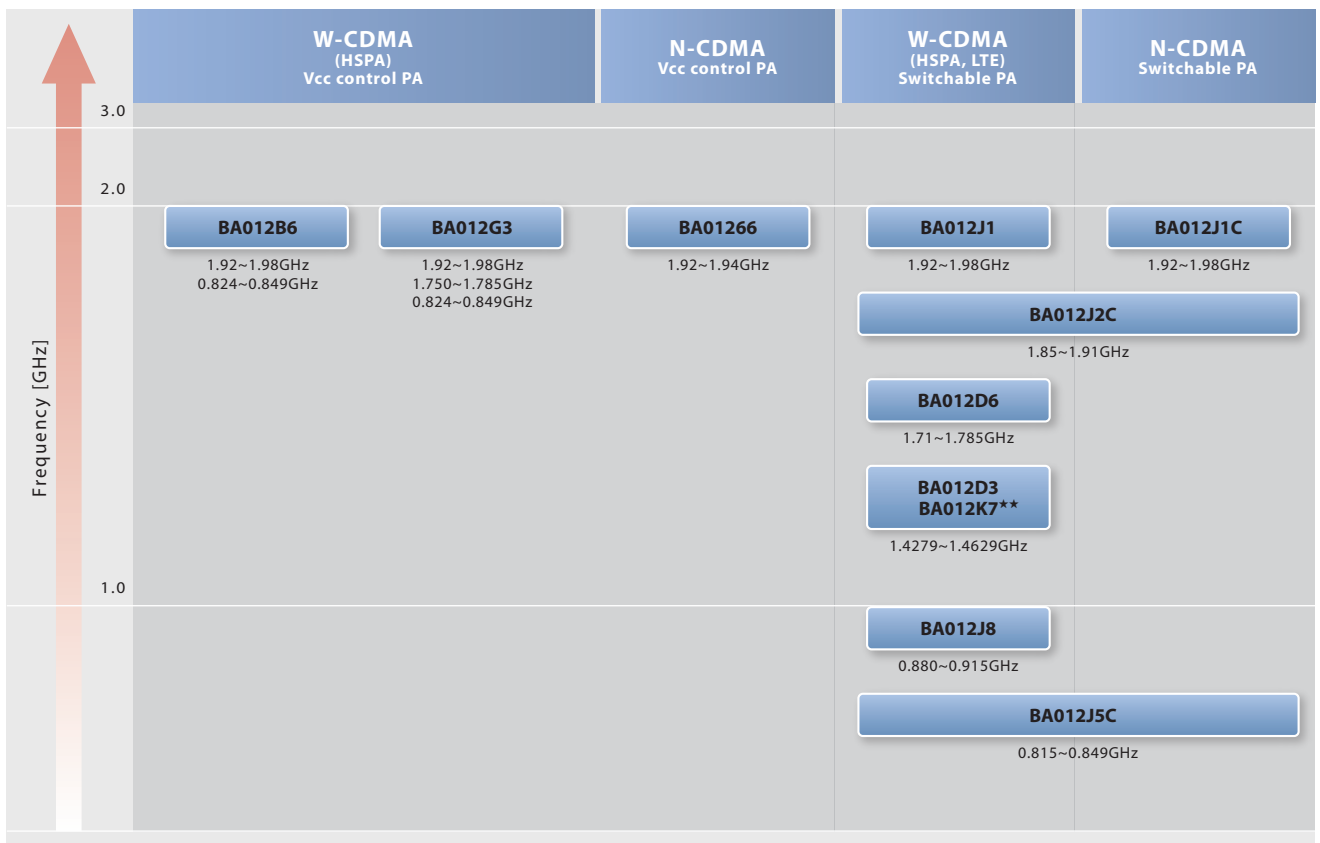 W-CDMA
(HSPA)
Vcc control PA
N-CDMA
Vcc control PA
W-CDMA
(HSPA, LTE)
Switchable PA
N-CDMA
Switchable PA
Frequency [GHz]
3.0
2.0
1.0
BA012B6
1.92~1.98GHz
0.824~0.849GHz
BA012G3
1.92~1.98GHz
1.750~1.785GHz
0.824~0.849GHz
BA01266
1.92~1.94GHz
BA012J1
1.92~1.98GHz
BA012J1C
1.92~1.98GHz
BA012J2C
1.85~1.91GHz
BA012D6
1.71~1.785GHz
BA012D3
BA012K7★★
1.4279~1.4629GHz
BA012J8
0.880~0.915GHz
BA012J5C
0.815~0.849GHz